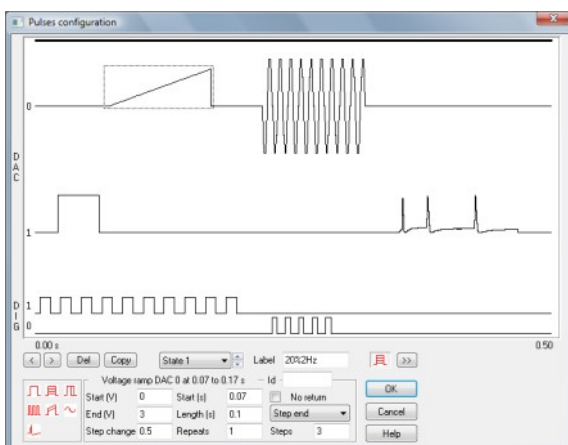 Pulses configuration
0
D
A
C
1
D
I
G
1
0
0.00 s
0.50
< > Del Copy State 1 Label 20%2Hz >>
Voltage ramp DAC 0 at 0.07 to 0.17 s Id
Start (V) 0 Start (s) 0.07 No return OK
End (V) 3 Length (s) 0.1 Step end Cancel
Step change 0.5 Repeats 1 Steps 3 Help